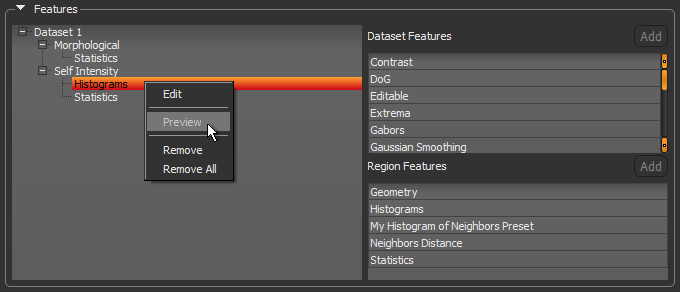 Features
Dataset 1
Morphological
Statistics
Self Intensity
Histograms
Statistics
Edit
Preview
Remove
Remove All
Dataset Features
Add
Contrast
DoG
Editable
Extrema
Gabors
Gaussian Smoothing
Region Features
Add
Geometry
Histograms
My Histogram of Neighbors Preset
Neighbors Distance
Statistics